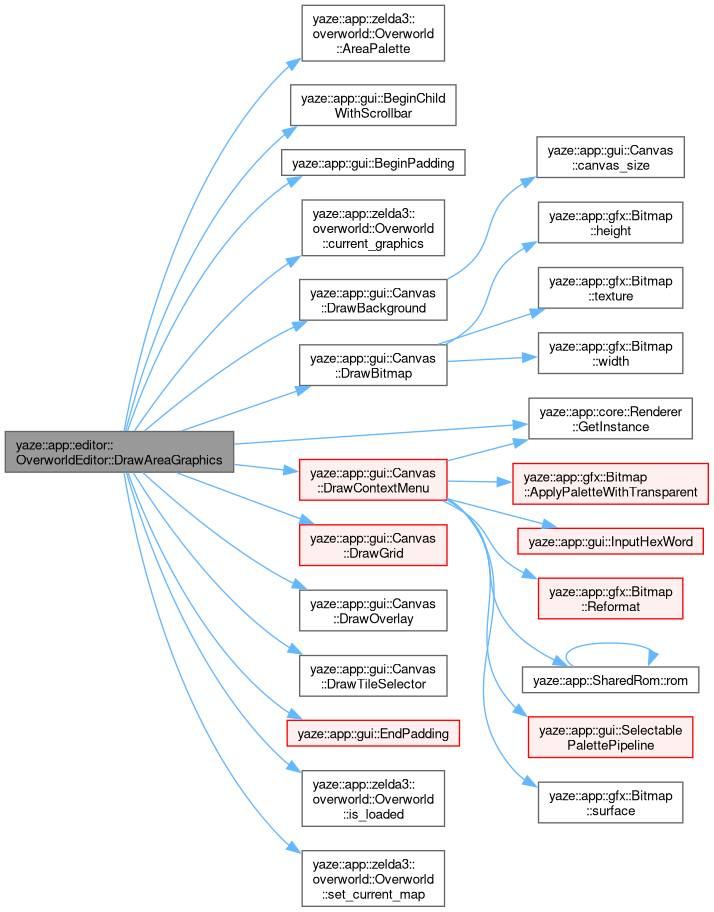 yaze::app::editor::
OverworldEditor::DrawAreaGraphics
yaze::app::zelda3::
overworld::Overworld
::AreaPalette
yaze::app::gui::BeginChild
WithScrollbar
yaze::app::gui::BeginPadding
yaze::app::zelda3::
overworld::Overworld
::current_graphics
yaze::app::gui::Canvas
::DrawBackground
yaze::app::gui::Canvas
::DrawBitmap
yaze::app::gui::Canvas
::DrawContextMenu
yaze::app::gui::Canvas
::DrawGrid
yaze::app::gui::Canvas
::DrawOverlay
yaze::app::gui::Canvas
::DrawTileSelector
yaze::app::gui::EndPadding
yaze::app::zelda3::
overworld::Overworld
::is_loaded
yaze::app::zelda3::
overworld::Overworld
::set_current_map
yaze::app::gui::Canvas
::canvas_size
yaze::app::gfx::Bitmap
::height
yaze::app::gfx::Bitmap
::texture
yaze::app::gfx::Bitmap
::width
yaze::app::core::Renderer
::GetInstance
yaze::app::gfx::Bitmap
::ApplyPaletteWithTransparent
yaze::app::gui::InputHexWord
yaze::app::gfx::Bitmap
::Reformat
yaze::app::SharedRom::rom
yaze::app::gui::Selectable
PalettePipeline
yaze::app::gfx::Bitmap
::surface